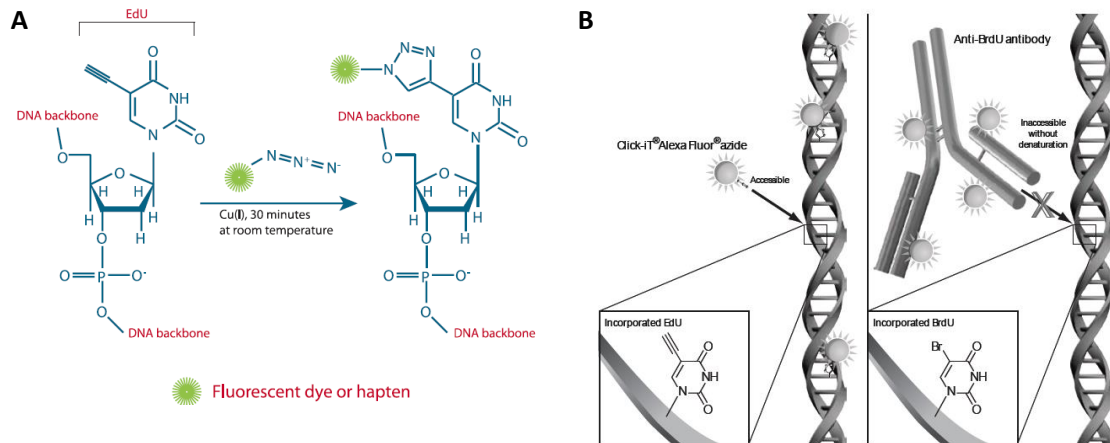 A
EdU
O
NH
N
O
DNA backbone
O
O
H
H
H
H
H
O
O
P
O-
O
DNA backbone
N
N+
N-
Cu(I), 30 minutes
at room temperature
N
N
N
O
NH
N
O
DNA backbone
O
O
H
H
H
H
H
O
O
P
O-
O
DNA backbone
Fluorescent dye or hapten
B
Click-iT®Alexa Fluor®azide
Accessible
Incorporated EdU
O
NH
N
O
Anti-BrdU antibody
Inaccessible
without
denaturation
X
Incorporated BrdU
Br
O
NH
N
O